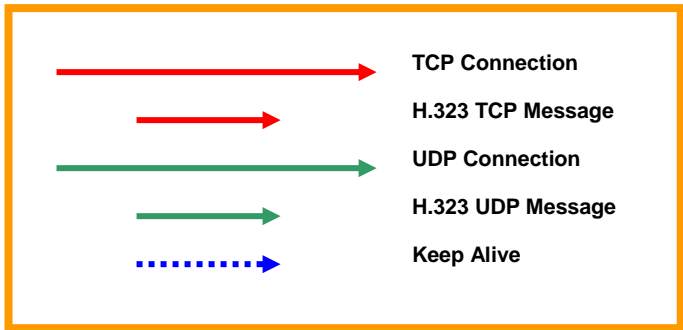 TCP Connection
H.323 TCP Message
UDP Connection
H.323 UDP Message
Keep Alive